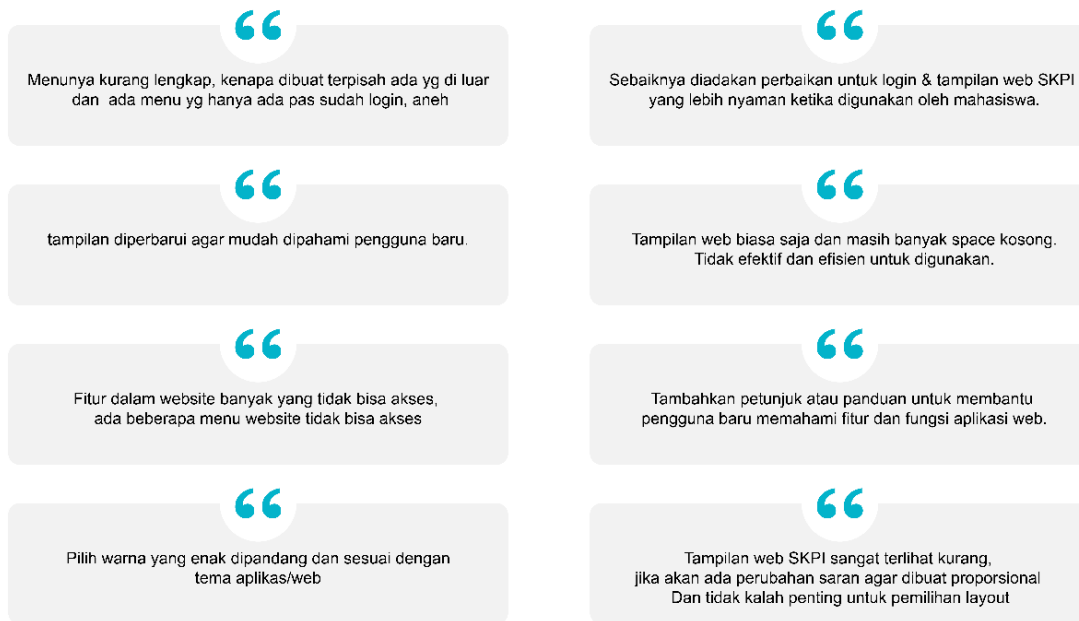 Menunya kurang lengkap, kenapa dibuat terpisah ada yg di luar
dan ada menu yg hanya ada pas sudah login, aneh
Sebaiknya diadakan perbaikan untuk login & tampilan web SKPI
yang lebih nyaman ketika digunakan oleh mahasiswa.
tampilan diperbarui agar mudah dipahami pengguna baru.
Tampilan web biasa saja dan masih banyak space kosong.
Tidak efektif dan efisien untuk digunakan.
Fitur dalam website banyak yang tidak bisa akses,
ada beberapa menu website tidak bisa akses
Tambahkan petunjuk atau panduan untuk membantu
pengguna baru memahami fitur dan fungsi aplikasi web.
Pilih warna yang enak dipandang dan sesuai dengan
tema aplikas/web
Tampilan web SKPI sangat terlihat kurang,
jika akan ada perubahan saran agar dibuat proporsional
Dan tidak kalah penting untuk pemilihan layout